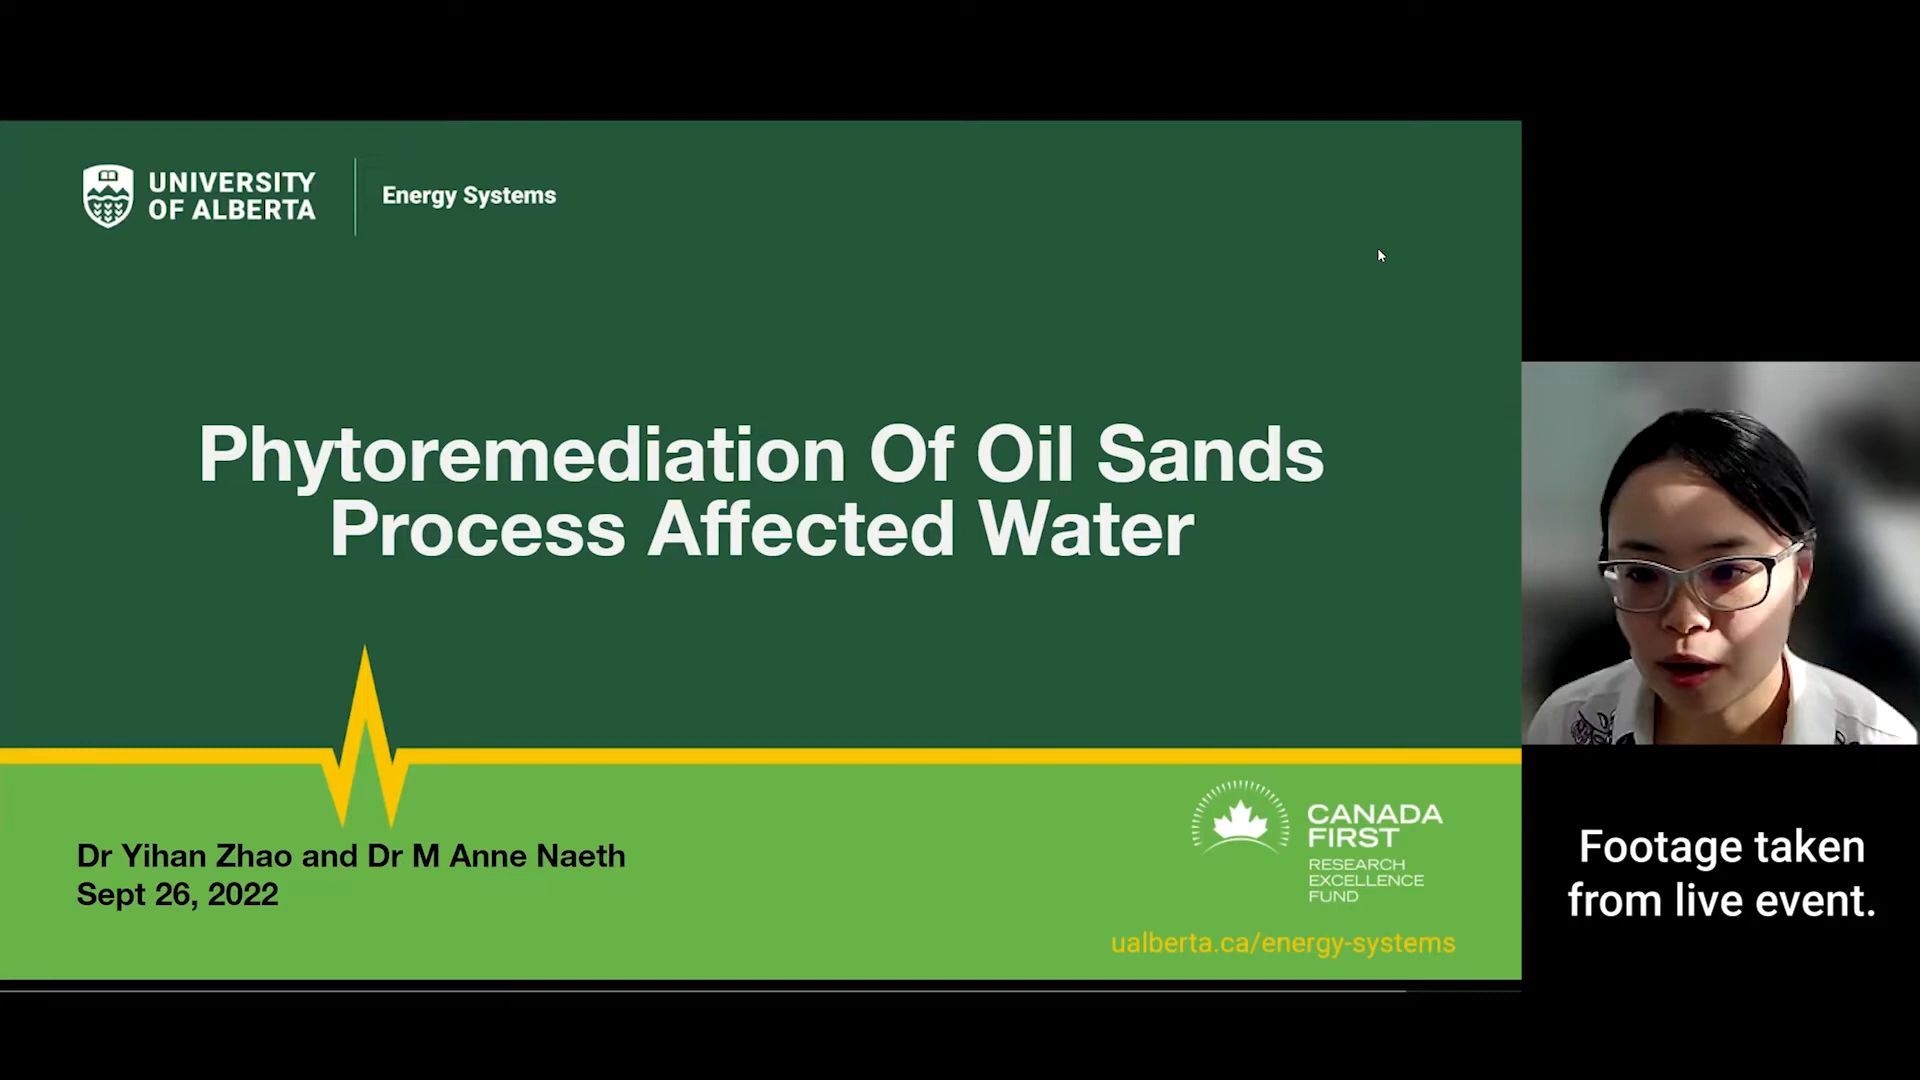 UNIVERSITY
OF ALBERTA
Energy Systems
Phytoremediation Of Oil Sands
Process Affected Water
Dr Yihan Zhao and Dr M Anne Naeth
Sept 26, 2022
CANADA
FIRST
RESEARCH
EXCELLENCE
FUND
ualberta.ca/energy-systems
Footage taken
from live event.